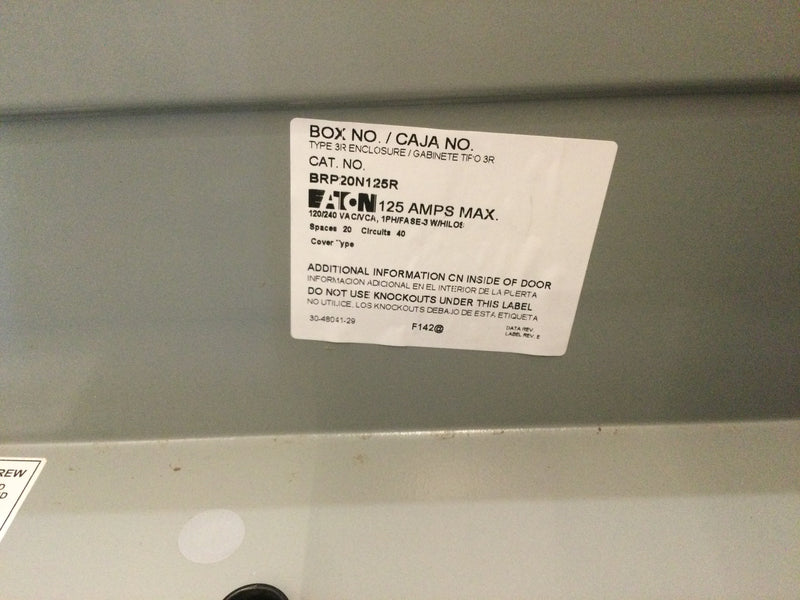 BOX NO. / CAJA NO.
TYPE 3R ENCLOSURE / GABINETE TIPO 3R
CAT. NO.
BRP20N125R
EATON 125 AMPS MAX.
120/240 VAC/VCA, 1PH/FASE-3 W/HILOS
Spaces 20 Circuits 40
Cover Type
ADDITIONAL INFORMATION ON INSIDE OF DOOR
INFORMACION ADICIONAL EN EL INTERIOR DE LA PUERTA
DO NOT USE KNOCKOUTS UNDER THIS LABEL
NO UTILICE, LOS KNOCKOUTS DEBAJO DE ESTA ETIQUETA
30-48041-29 F142@ DATA REV.
LABEL REV. E
REW
D
D